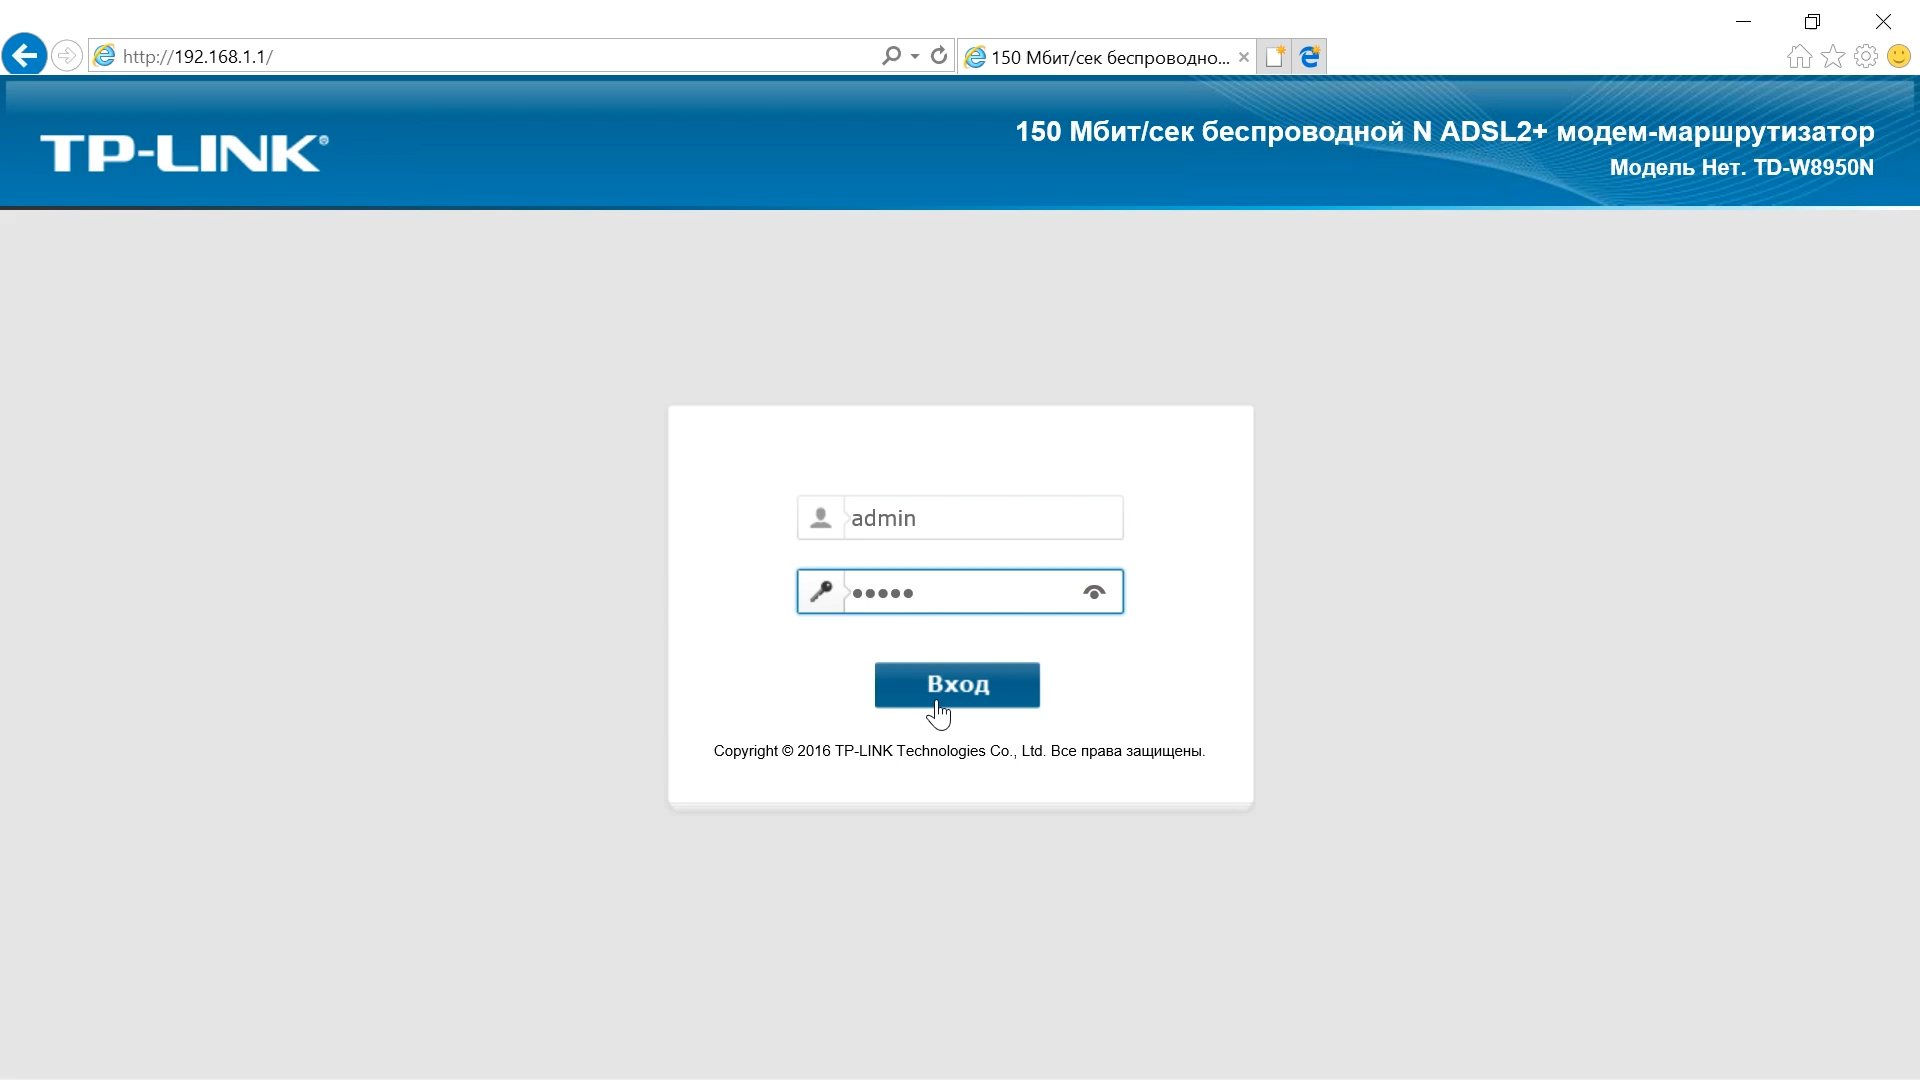 http://192.168.1.1/
150 Мбит/сек беспроводно...
TP-LINK®
150 Мбит/сек беспроводной N ADSL2+ модем-маршрутизатор
Модель Нет. TD-W8950N
admin
•••••
Вход
Copyright © 2016 TP-LINK Technologies Co., Ltd. Все права защищены.